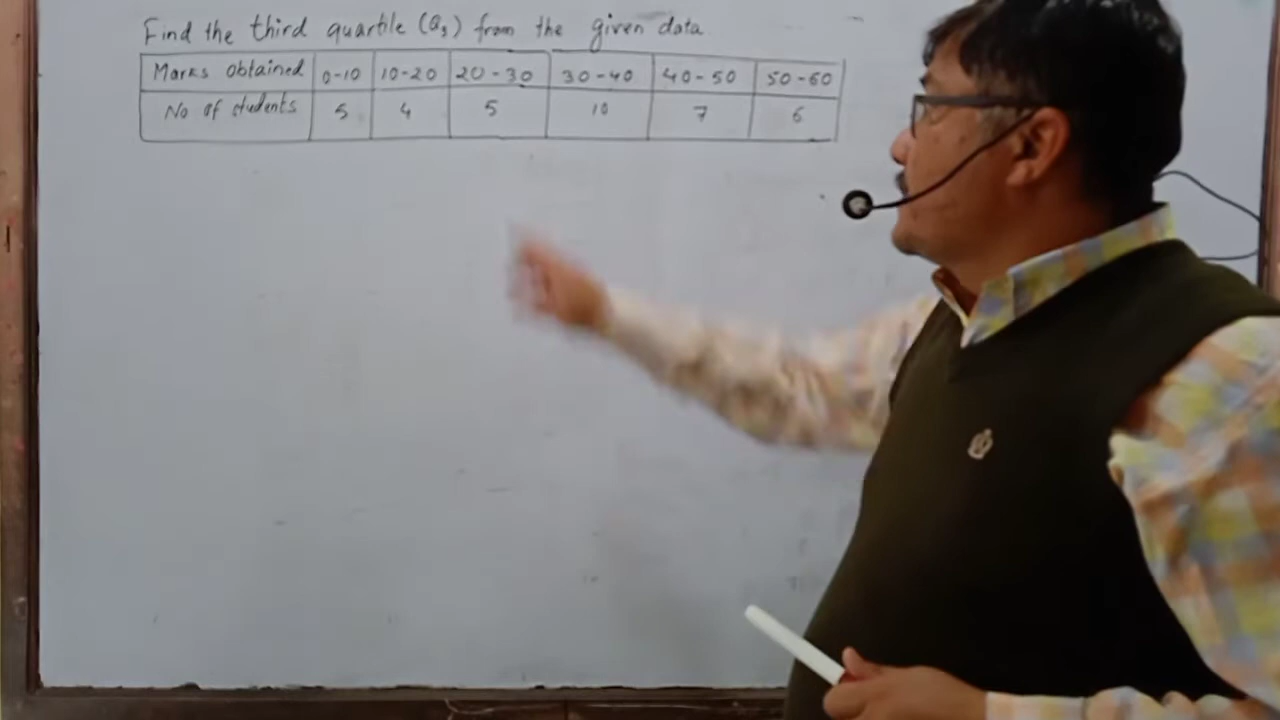 Find the third quartile (Q3) from the given data.
Marks obtained 0-10 10-20 20-30 30-40 40-50 50-60
No of students 5 4 5 10 7 6